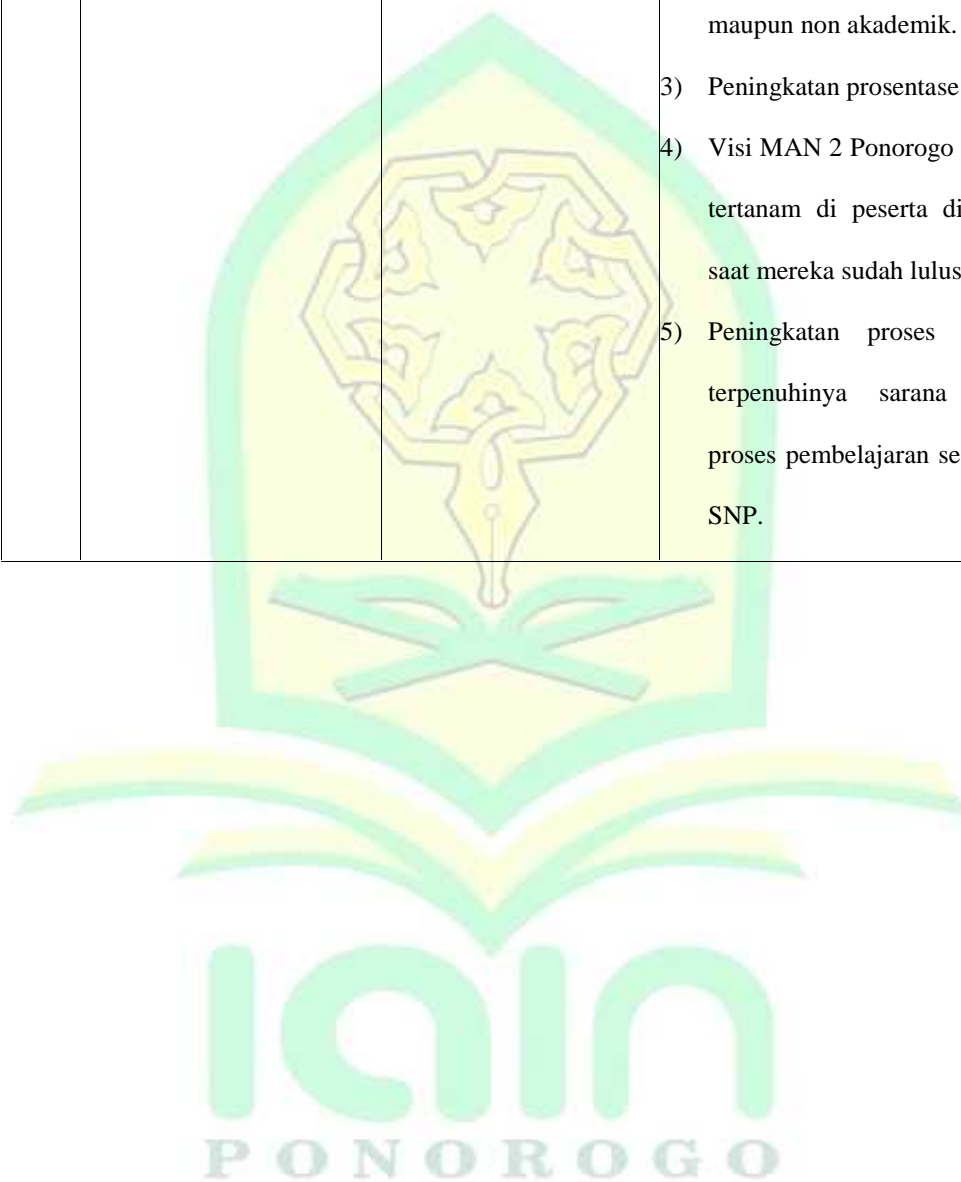 maupun non akademik.
3) Peningkatan prosentase
4) Visi MAN 2 Ponorogo
tertanam di peserta di
saat mereka sudah lulus
5) Peningkatan proses
terpenuhinya sarana
proses pembelajaran se
SNP.
iain
PONOROGO